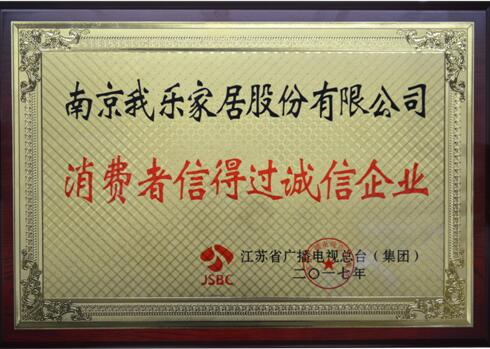 南京我乐家居股份有限公司
消费者信得过诚信企业
JSBC
江苏省广播电视总台（集团）
二〇一七年